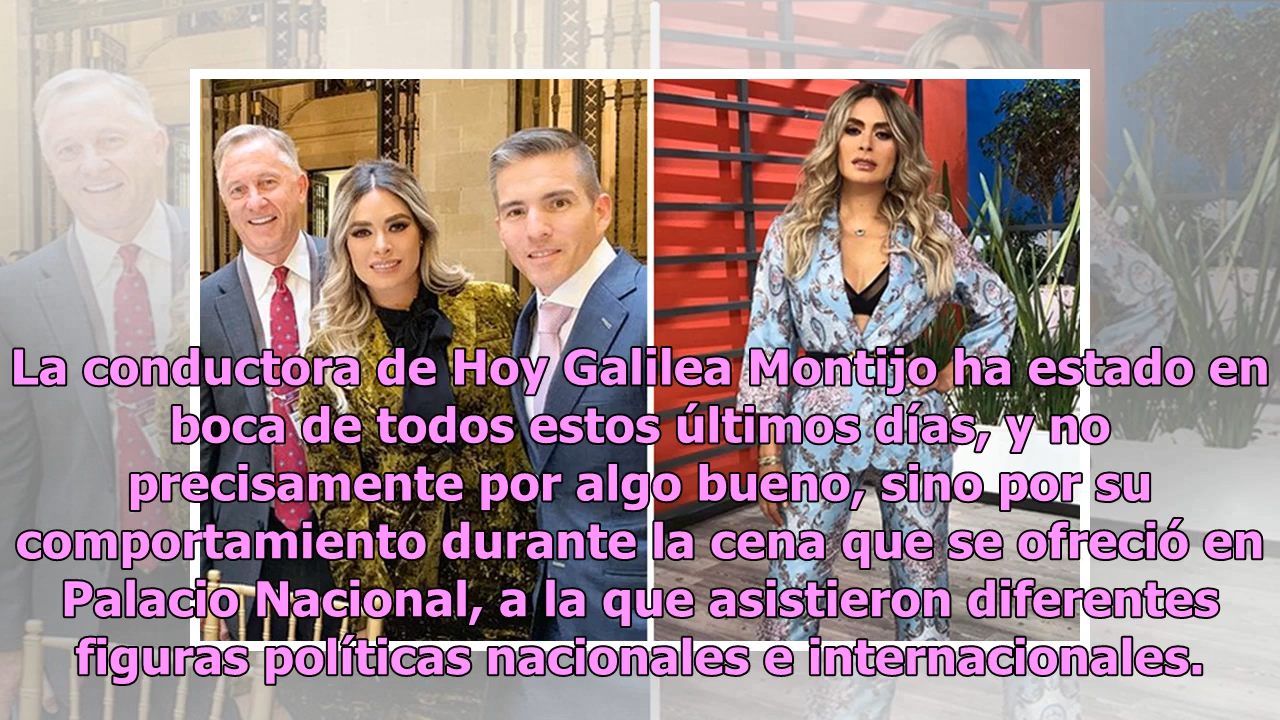 La conductora de Hoy Galilea Montijo ha estado en
boca de todos estos últimos días, y no
precisamente por algo bueno, sino por su
comportamiento durante la cena que se ofreció en
Palacio Nacional, a la que asistieron diferentes
figuras políticas nacionales e internacionales.